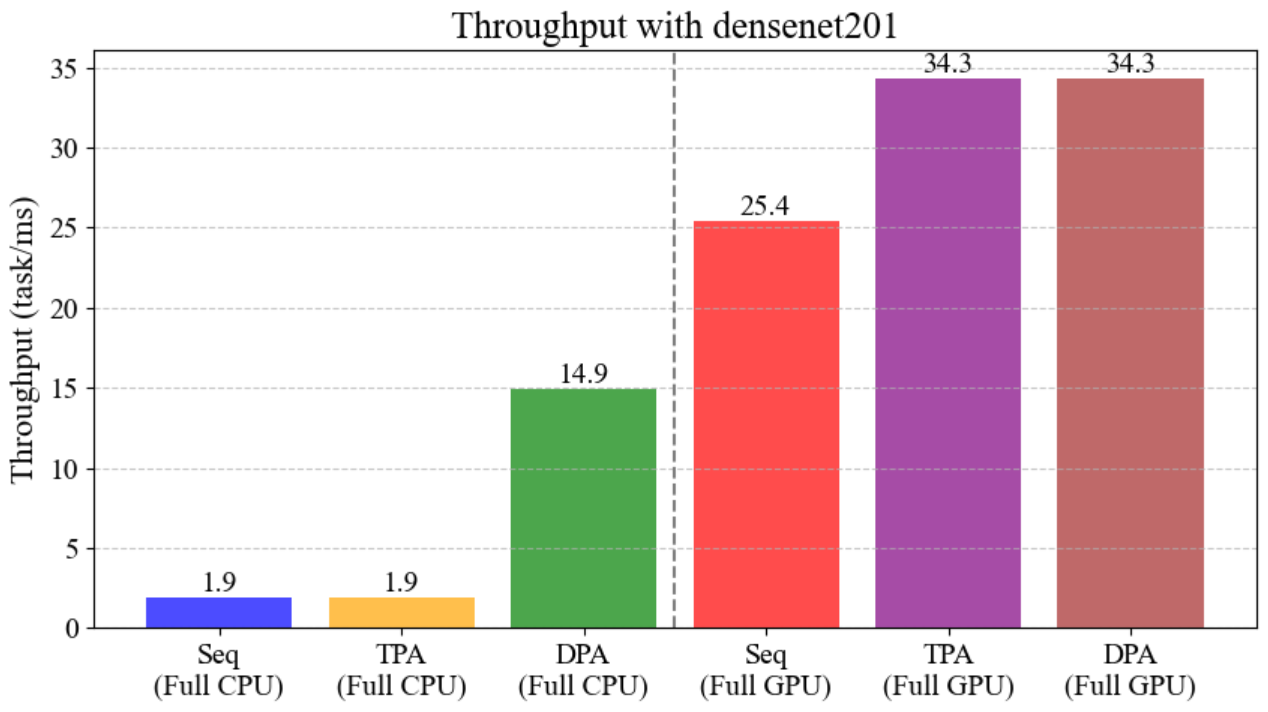 Throughput with densenet201
Throughput (task/ms)
35
30
25
20
15
10
5
0
1.9
1.9
14.9
25.4
34.3
34.3
Seq
(Full CPU)
TPA
(Full CPU)
DPA
(Full CPU)
Seq
(Full GPU)
TPA
(Full GPU)
DPA
(Full GPU)